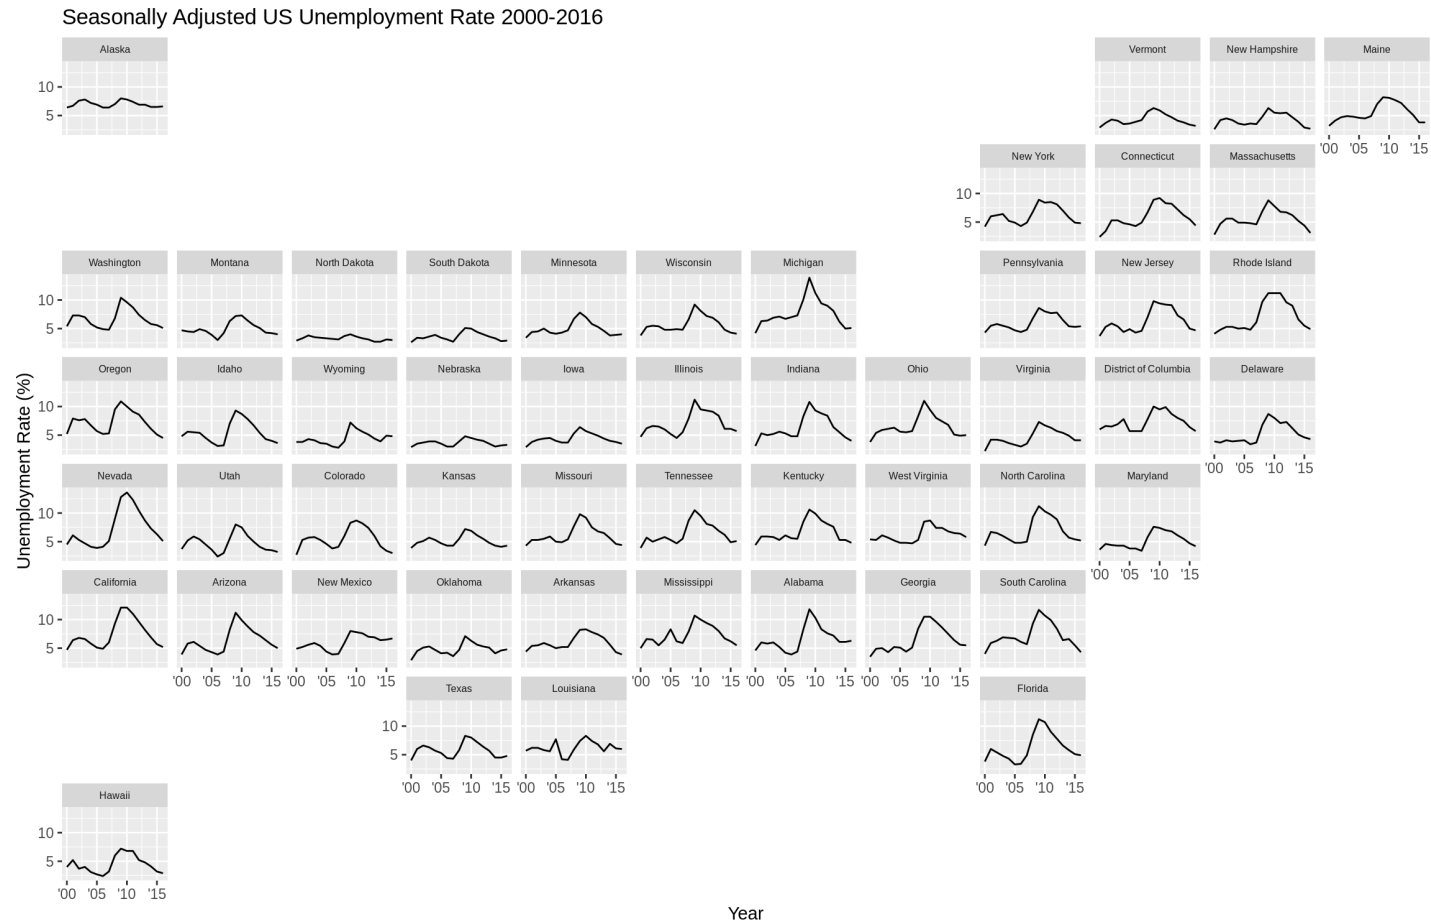 Seasonally Adjusted US Unemployment Rate 2000-2016
Alaska Vermont New Hampshire Maine
10
5
'00 '05 '10 '15
New York Connecticut Massachusetts
10
5
Washington Montana North Dakota South Dakota Minnesota Wisconsin Michigan Pennsylvania New Jersey Rhode Island
10
5
Oregon Idaho Wyoming Nebraska Iowa Illinois Indiana Ohio Virginia District of Columbia Delaware
10
5
'00 '05 '10 '15
Nevada Utah Colorado Kansas Missouri Tennessee Kentucky West Virginia North Carolina Maryland
10
5
'00 '05 '10 '15
California Arizona New Mexico Oklahoma Arkansas Mississippi Alabama Georgia South Carolina
10
5
'00 '05 '10 '15 '00 '05 '10 '15 '00 '05 '10 '15 '00 '05 '10 '15 '00 '05 '10 '15
Texas Louisiana Florida
10
5
'00 '05 '10 '15 '00 '05 '10 '15 '00 '05 '10 '15
Hawaii
10
5
'00 '05 '10 '15
Unemployment Rate (%)
Year